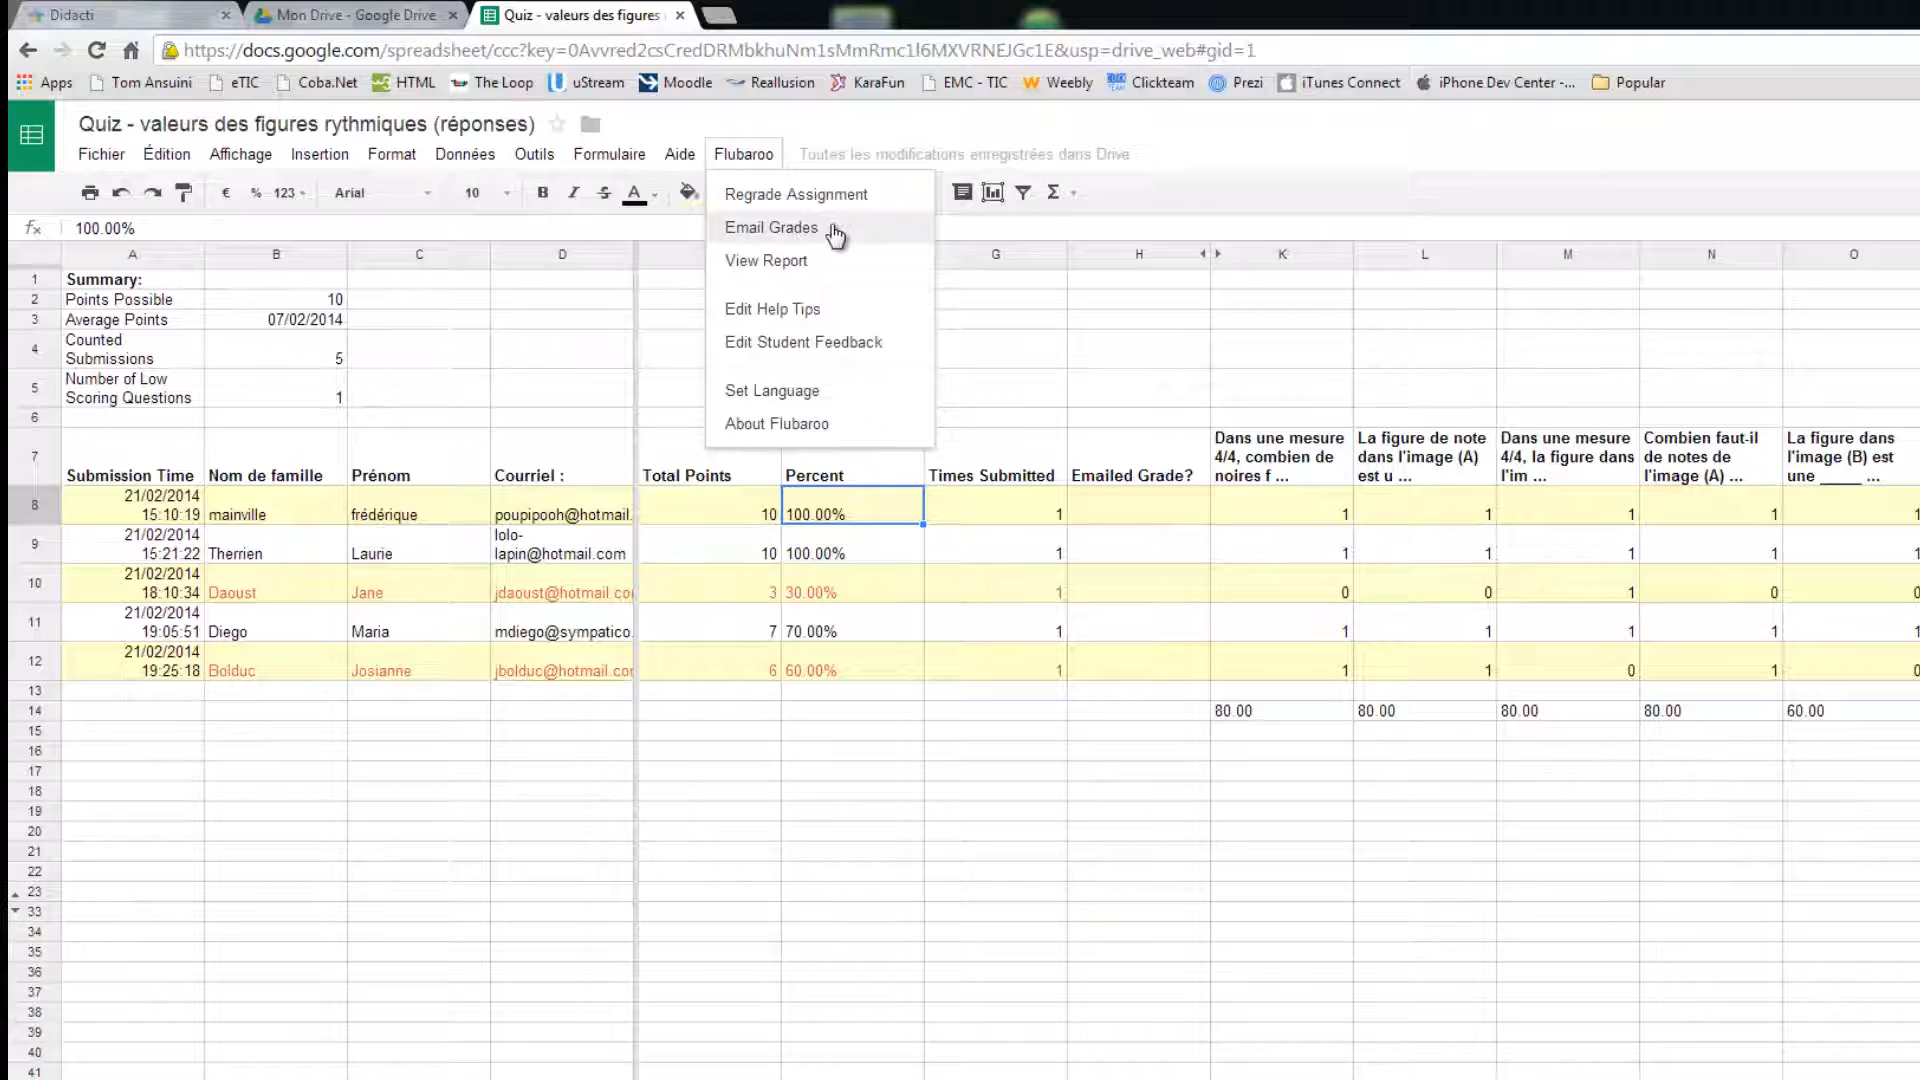 Didacti
Mon Drive - Google Drive
Quiz - valeurs des figures
https://docs.google.com/spreadsheet/ccc?key=0Avvred2csCredDRMbkhuNm1sMmRmc1l6MXVRNEJGc1E&usp=drive_web#gid=1
Apps Tom Ansuini eTIC Coba.Net HTML The Loop uStream Moodle Reallusion KaraFun EMC - TIC Weebly Clickteam Prezi iTunes Connect iPhone Dev Center -... Popular
Quiz - valeurs des figures rythmiques (réponses)
Fichier Édition Affichage Insertion Format Données Outils Formulaire Aide Flubaroo Toutes les modifications enregistrées dans Drive
€ % 123 Arial 10 B I S A Σ
Regrade Assignment
Email Grades
View Report
Edit Help Tips
Edit Student Feedback
Set Language
About Flubaroo
fx 100.00%
A B C D G H K L M N O
1 Summary:
2 Points Possible 10
3 Average Points 07/02/2014
4 Counted
Submissions 5
5 Number of Low
Scoring Questions 1
6
7 Submission Time Nom de famille Prénom Courriel : Total Points Percent Times Submitted Emailed Grade?
Dans une mesure
4/4, combien de
noires f ...
La figure de note
dans l'image (A)
est u ...
Dans une mesure
4/4, la figure dans
l'im ...
Combien faut-il
de notes de
l'image (A) ...
La figure dans
l'image (B) est
une _____ ...
8 21/02/2014
15:10:19 mainville frédérique poupipooh@hotmail. 10 100.00% 1 1 1 1 1 1
9 21/02/2014
15:21:22 Therrien Laurie lolo-
lapin@hotmail.com 10 100.00% 1 1 1 1 1 1
10 21/02/2014
18:10:34 Daoust Jane jdaoust@hotmail.co 3 30.00% 1 0 0 1 0 0
11 21/02/2014
19:05:51 Diego Maria mdiego@sympatico. 7 70.00% 1 1 1 1 1 1
12 21/02/2014
19:25:18 Bolduc Josianne jbolduc@hotmail.cor 6 60.00% 1 1 1 0 1 0
13
14 80.00 80.00 80.00 80.00 60.00
15
16
17
18
19
20
21
22
23
33
34
35
36
37
38
39
40
41